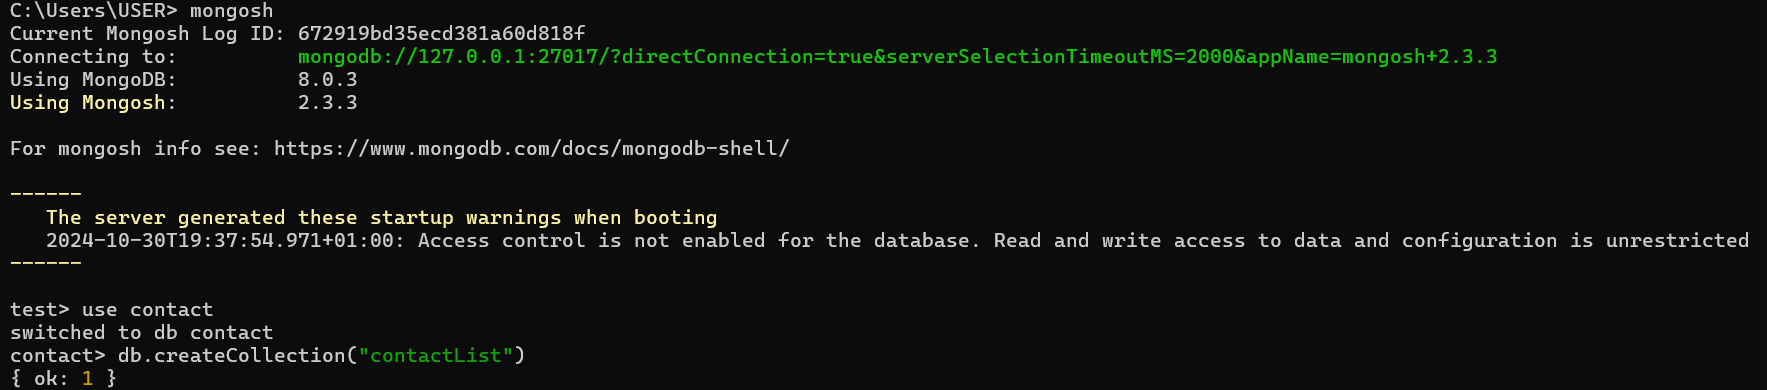 C:\Users\USER> mongosh
Current Mongosh Log ID: 672919bd35ecd381a60d818f
Connecting to:          mongodb://127.0.0.1:27017/?directConnection=true&serverSelectionTimeoutMS=2000&appName=mongosh+2.3.3
Using MongoDB:          8.0.3
Using Mongosh:          2.3.3
For mongosh info see: https://www.mongodb.com/docs/mongodb-shell/
------
   The server generated these startup warnings when booting
   2024-10-30T19:37:54.971+01:00: Access control is not enabled for the database. Read and write access to data and configuration is unrestricted
------
test> use contact
switched to db contact
contact> db.createCollection("contactList")
{ ok: 1 }